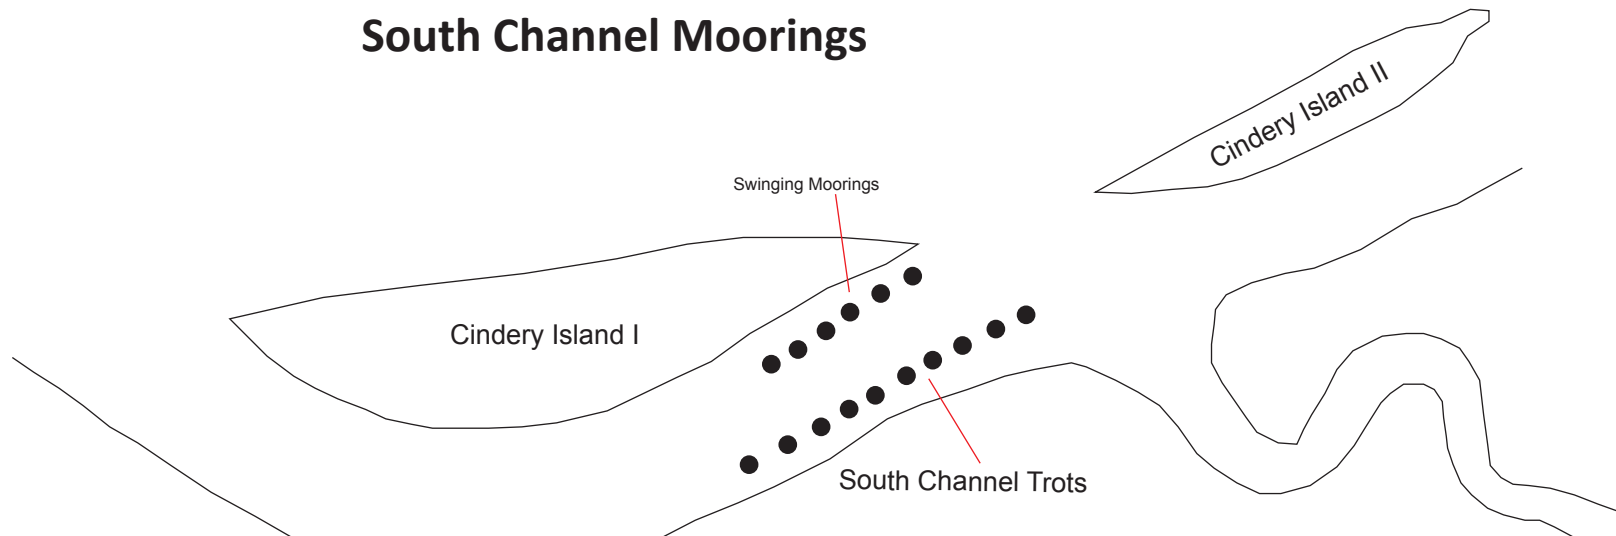 South Channel Moorings
Cindery Island II
Swinging Moorings
Cindery Island I
South Channel Trots